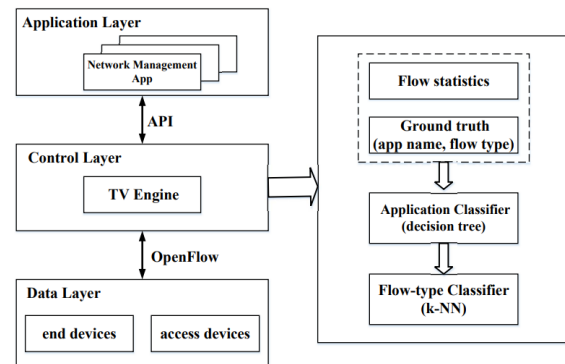 Application Layer
Network Management
App
API
Control Layer
TV Engine
OpenFlow
Data Layer
end devices
access devices
Flow statistics
Ground truth
(app name, flow type)
Application Classifier
(decision tree)
Flow-type Classifier
(k-NN)